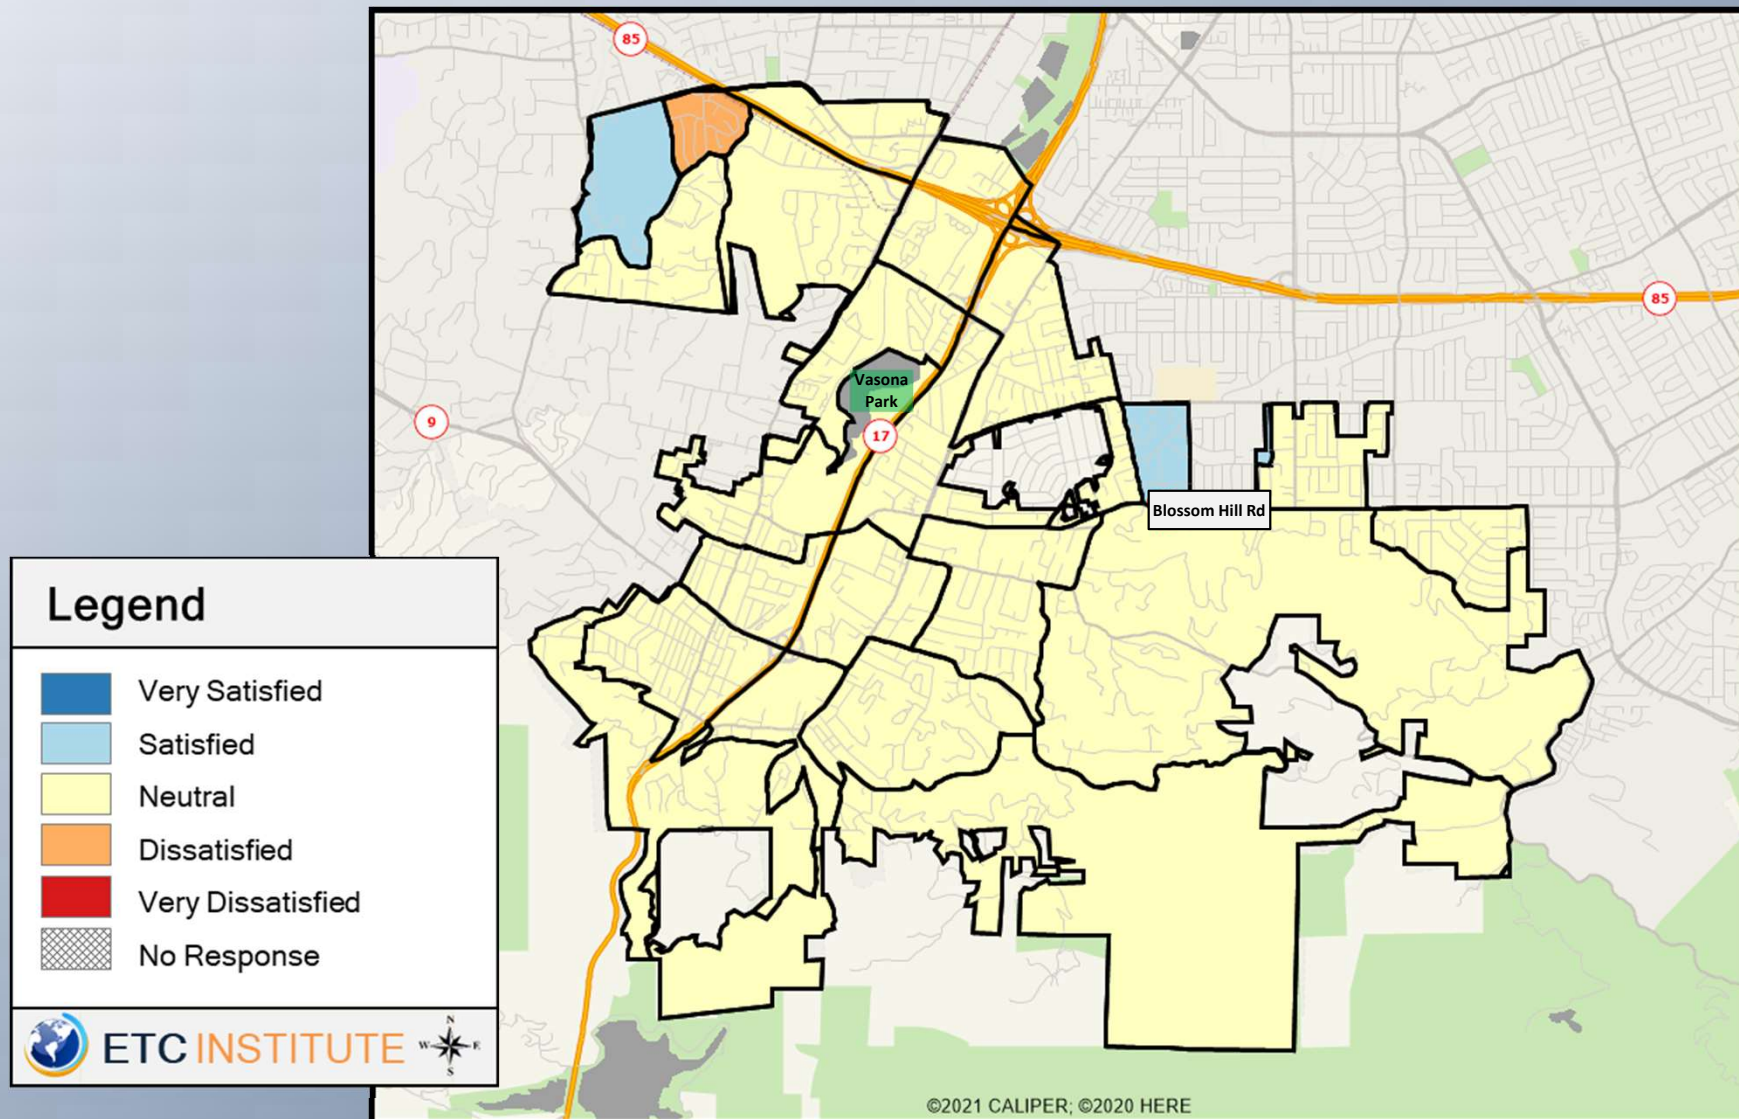 85
85
Vasona
Park
9
17
Blossom Hill Rd
Legend
Very Satisfied
Satisfied
Neutral
Dissatisfied
Very Dissatisfied
No Response
ETC INSTITUTE
N
W E
S
©2021 CALIPER; ©2020 HERE